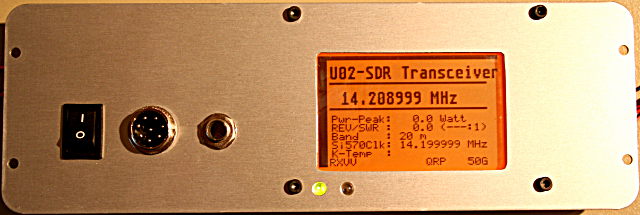 U02-SDR Transceiver
14.208999 MHz
Pwr-Peak: 0.0 Watt
REV/SWR : 0.0 (---:1)
Band : 20 m
Si570Clk: 14.199999 MHz
K-Temp :
RXVV QRP 50G
I
O